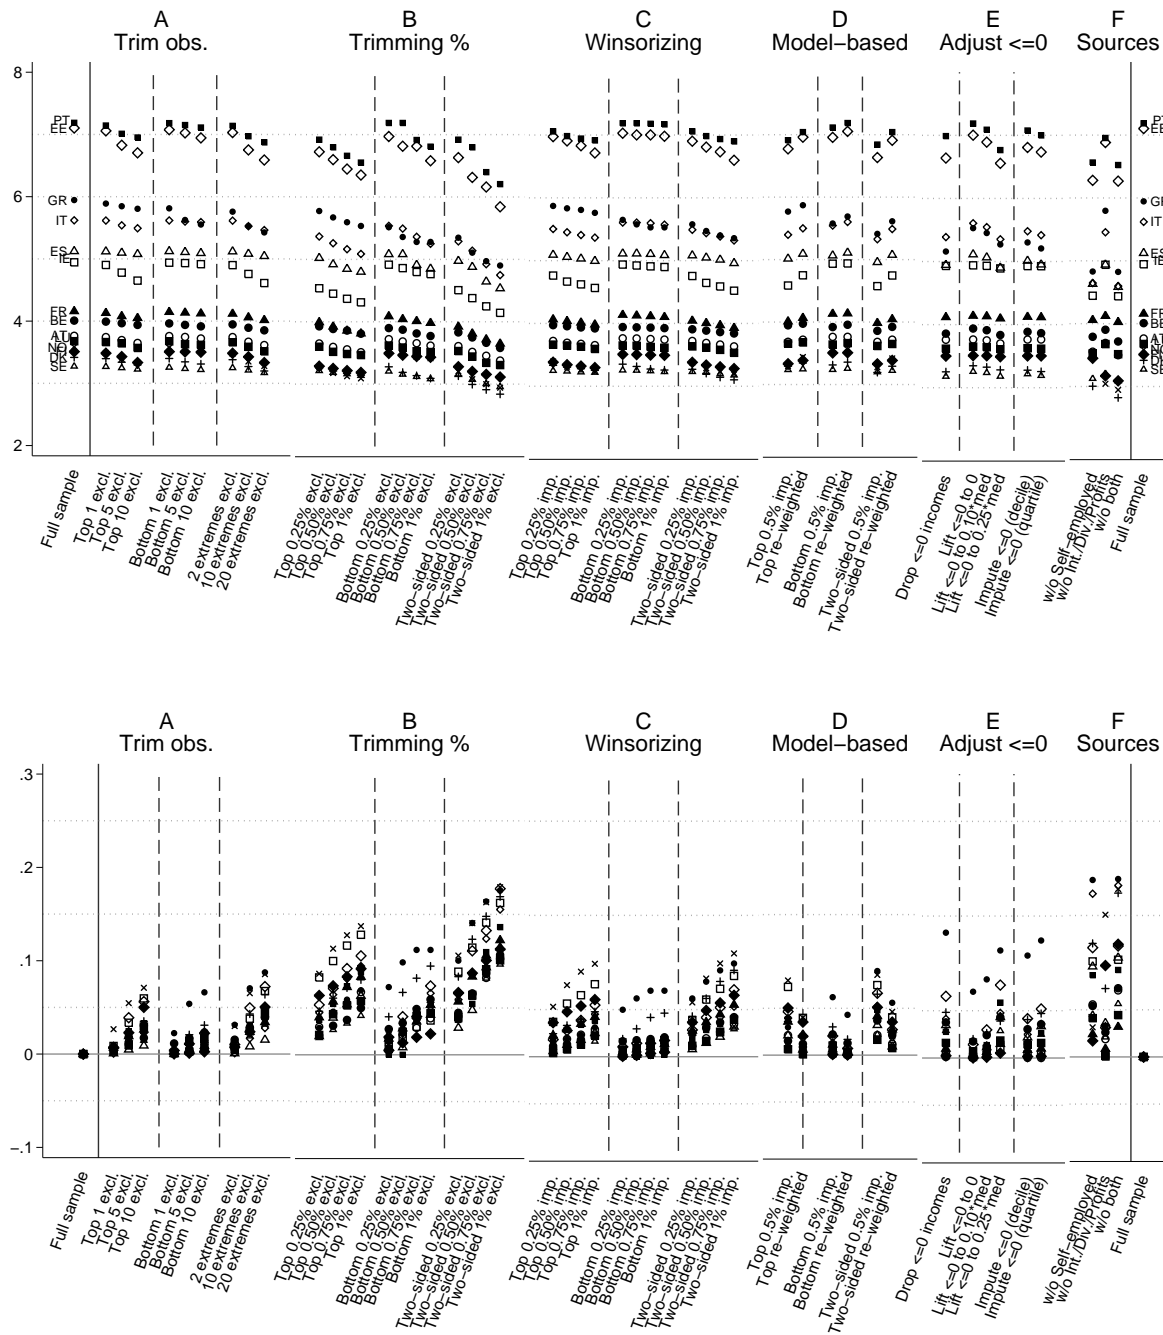 A
Trim obs.
B
Trimming %
C
Winsorizing
D
Model−based
E
Adjust <=0
F
Sources
8
6
4
2
PT
EE
GR
IT
ES
IE
FR
BE
AT
LU
NO
DK
SE
GR
IT
ES
IE
FR
BE
Full sample
Top 1 excl.
Top 5 excl.
Top 10 excl.
Bottom 1 excl.
Bottom 5 excl.
Bottom 10 excl.
2 extremes excl.
10 extremes excl.
20 extremes excl.
Top 0.25% excl.
Top 0.50% excl.
Top 0.75% excl.
Top 1% excl.
Bottom 0.25% excl.
Bottom 0.50% excl.
Bottom 0.75% excl.
Bottom 1% excl.
Two−sided 0.25% excl.
Two−sided 0.50% excl.
Two−sided 0.75% excl.
Two−sided 1% excl.
Top 0.25% imp.
Top 0.50% imp.
Top 0.75% imp.
Top 1% imp.
Bottom 0.25% imp.
Bottom 0.50% imp.
Bottom 0.75% imp.
Bottom 1% imp.
Two−sided 0.25% imp.
Two−sided 0.50% imp.
Two−sided 0.75% imp.
Two−sided 1% imp.
Top 0.5% imp.
Top re−weighted
Bottom 0.5% imp.
Bottom re−weighted
Two−sided 0.5% imp.
Two−sided re−weighted
Drop <=0 incomes
Lift <=0 to 0
Lift <=0 to 0.10*med
Lift <=0 to 0.25*med
Impute <=0 (decile)
Impute <=0 (quartile)
w/o Self−employed
w/o Int./Div./Profits
w/o both
Full sample
A
Trim obs.
B
Trimming %
C
Winsorizing
D
Model−based
E
Adjust <=0
F
Sources
.3
.2
.1
0
−.1
Full sample
Top 1 excl.
Top 5 excl.
Top 10 excl.
Bottom 1 excl.
Bottom 5 excl.
Bottom 10 excl.
2 extremes excl.
10 extremes excl.
20 extremes excl.
Top 0.25% excl.
Top 0.50% excl.
Top 0.75% excl.
Top 1% excl.
Bottom 0.25% excl.
Bottom 0.50% excl.
Bottom 0.75% excl.
Bottom 1% excl.
Two−sided 0.25% excl.
Two−sided 0.50% excl.
Two−sided 0.75% excl.
Two−sided 1% excl.
Top 0.25% imp.
Top 0.50% imp.
Top 0.75% imp.
Top 1% imp.
Bottom 0.25% imp.
Bottom 0.50% imp.
Bottom 0.75% imp.
Bottom 1% imp.
Two−sided 0.25% imp.
Two−sided 0.50% imp.
Two−sided 0.75% imp.
Two−sided 1% imp.
Top 0.5% imp.
Top re−weighted
Bottom 0.5% imp.
Bottom re−weighted
Two−sided 0.5% imp.
Two−sided re−weighted
Drop <=0 incomes
Lift <=0 to 0
Lift <=0 to 0.10*med
Lift <=0 to 0.25*med
Impute <=0 (decile)
Impute <=0 (quartile)
w/o Self−employed
w/o Int./Div./Profits
w/o both
Full sample